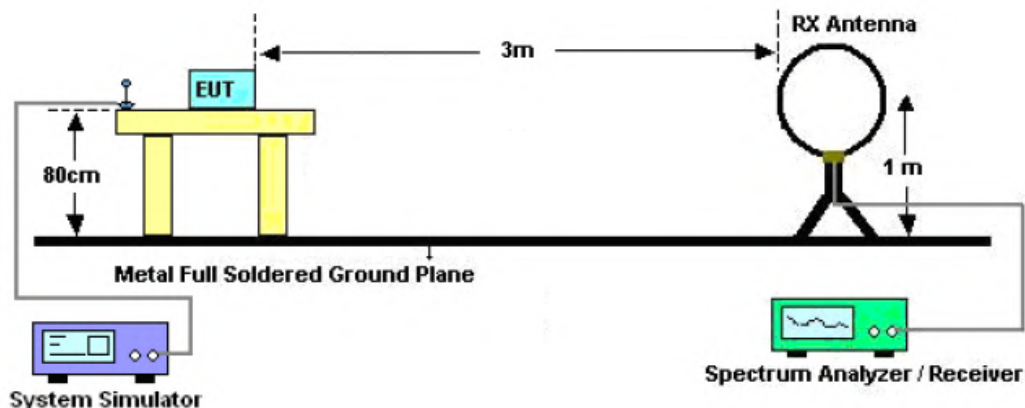 RX Antenna
3m
EUT
80cm
1 m
Metal Full Soldered Ground Plane
System Simulator
Spectrum Analyzer / Receiver